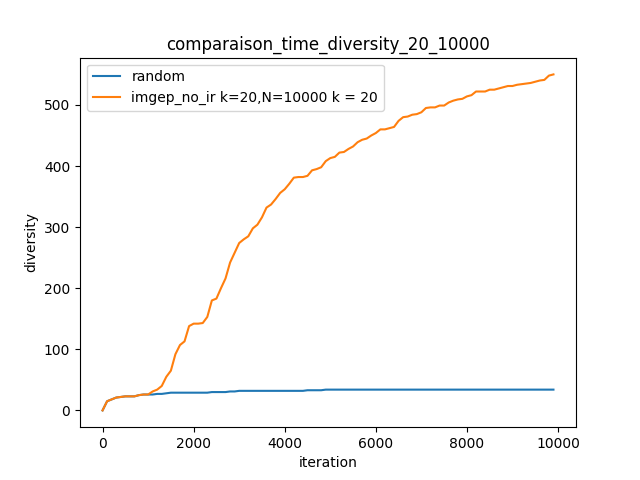 comparaison_time_diversity_20_10000
random
imgep_no_ir k=20,N=10000 k = 20
500
400
300
200
100
0
diversity
0 2000 4000 6000 8000 10000
iteration